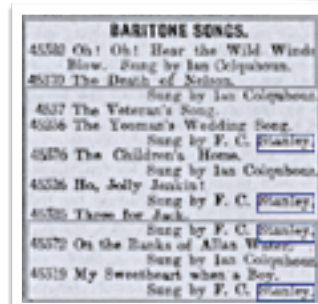 BARITONE SONGS.
Oh! Oh! Hear the Wild Winds
Blow. Sung by Ian Colquhoun.
The Death of Nelson.
Sung by Ian Colquhoun.
4537 The Veteran's Song.
The Yeoman's Wedding Song.
Sung by F. C. Stanley.
45376 The Children's Home.
Sung by Ian Colquhoun.
Ho, Jolly Jenkin!
Sung by F. C. Stanley.
Three for Jack.
Sung by F. C. Stanley.
45372 On the Banks of Allan Water.
Sung by Ian Colquhoun.
45319 My Sweetheart when a Boy.
Sung by F. C. Stanley.